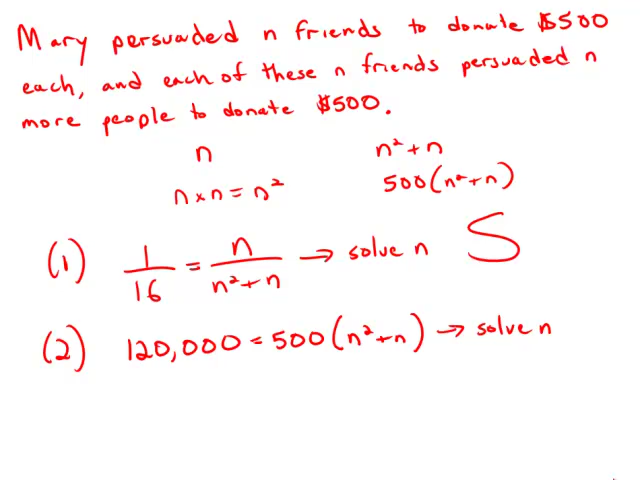 Mary persuaded n friends to donate $500
each, and each of these n friends persuaded n
more people to donate $500.
n n² + n
n × n = n² 500(n² + n)
(1) 1/16 = n/(n² + n) → solve n S
(2) 120,000 = 500(n² + n) → solve n